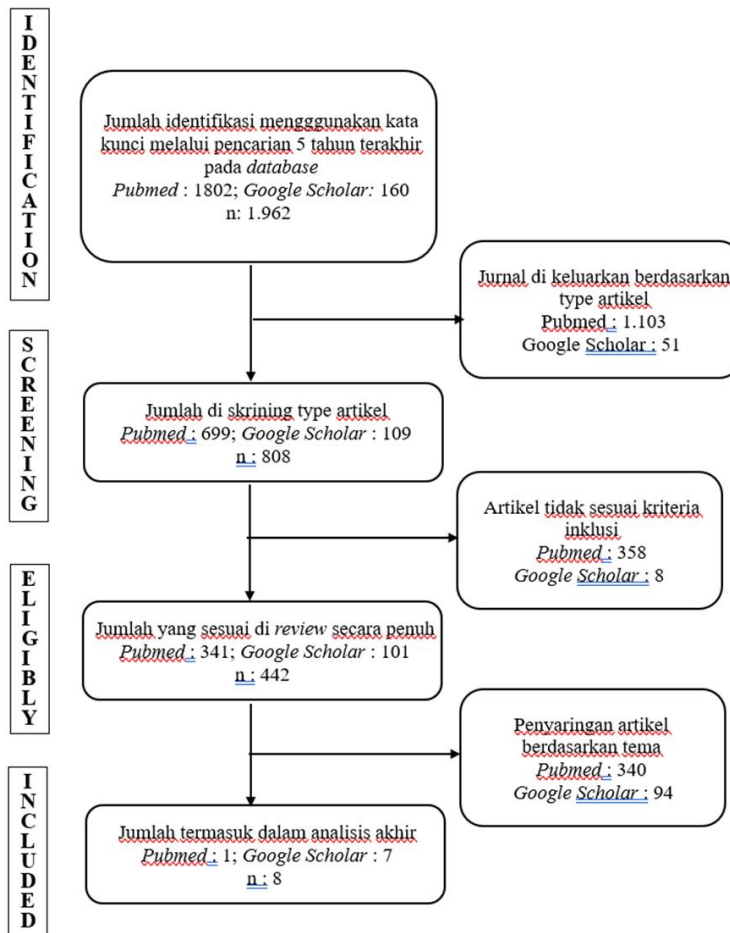 IDENTIFICATION
Jumlah identifikasi mengggunakan kata
kunci melalui pencarian 5 tahun terakhir
pada database
Pubmed : 1802; Google Scholar: 160
n: 1.962
Jurnal di keluarkan berdasarkan
type artikel
Pubmed : 1.103
Google Scholar : 51
SCREENING
Jumlah di skrining type artikel
Pubmed : 699; Google Scholar : 109
n : 808
Artikel tidak sesuai kriteria
inklusi
Pubmed : 358
Google Scholar : 8
ELIGIBLY
Jumlah yang sesuai di review secara penuh
Pubmed : 341; Google Scholar : 101
n : 442
Penyaringan artikel
berdasarkan tema
Pubmed : 340
Google Scholar : 94
INCLUDED
Jumlah termasuk dalam analisis akhir
Pubmed : 1; Google Scholar : 7
n : 8